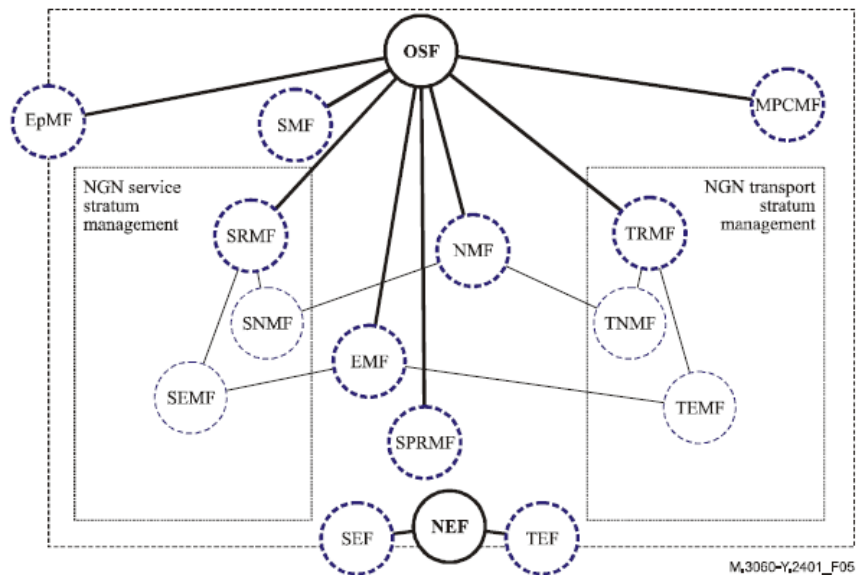 OSF
EpMF
SMF
MPCMF
NGN service
stratum
management
NGN transport
stratum
management
SRMF
NMF
TRMF
SNMF
TNMF
EMF
SEMF
TEMF
SPRMF
SEF
NEF
TEF
M.3060-Y.2401_F05